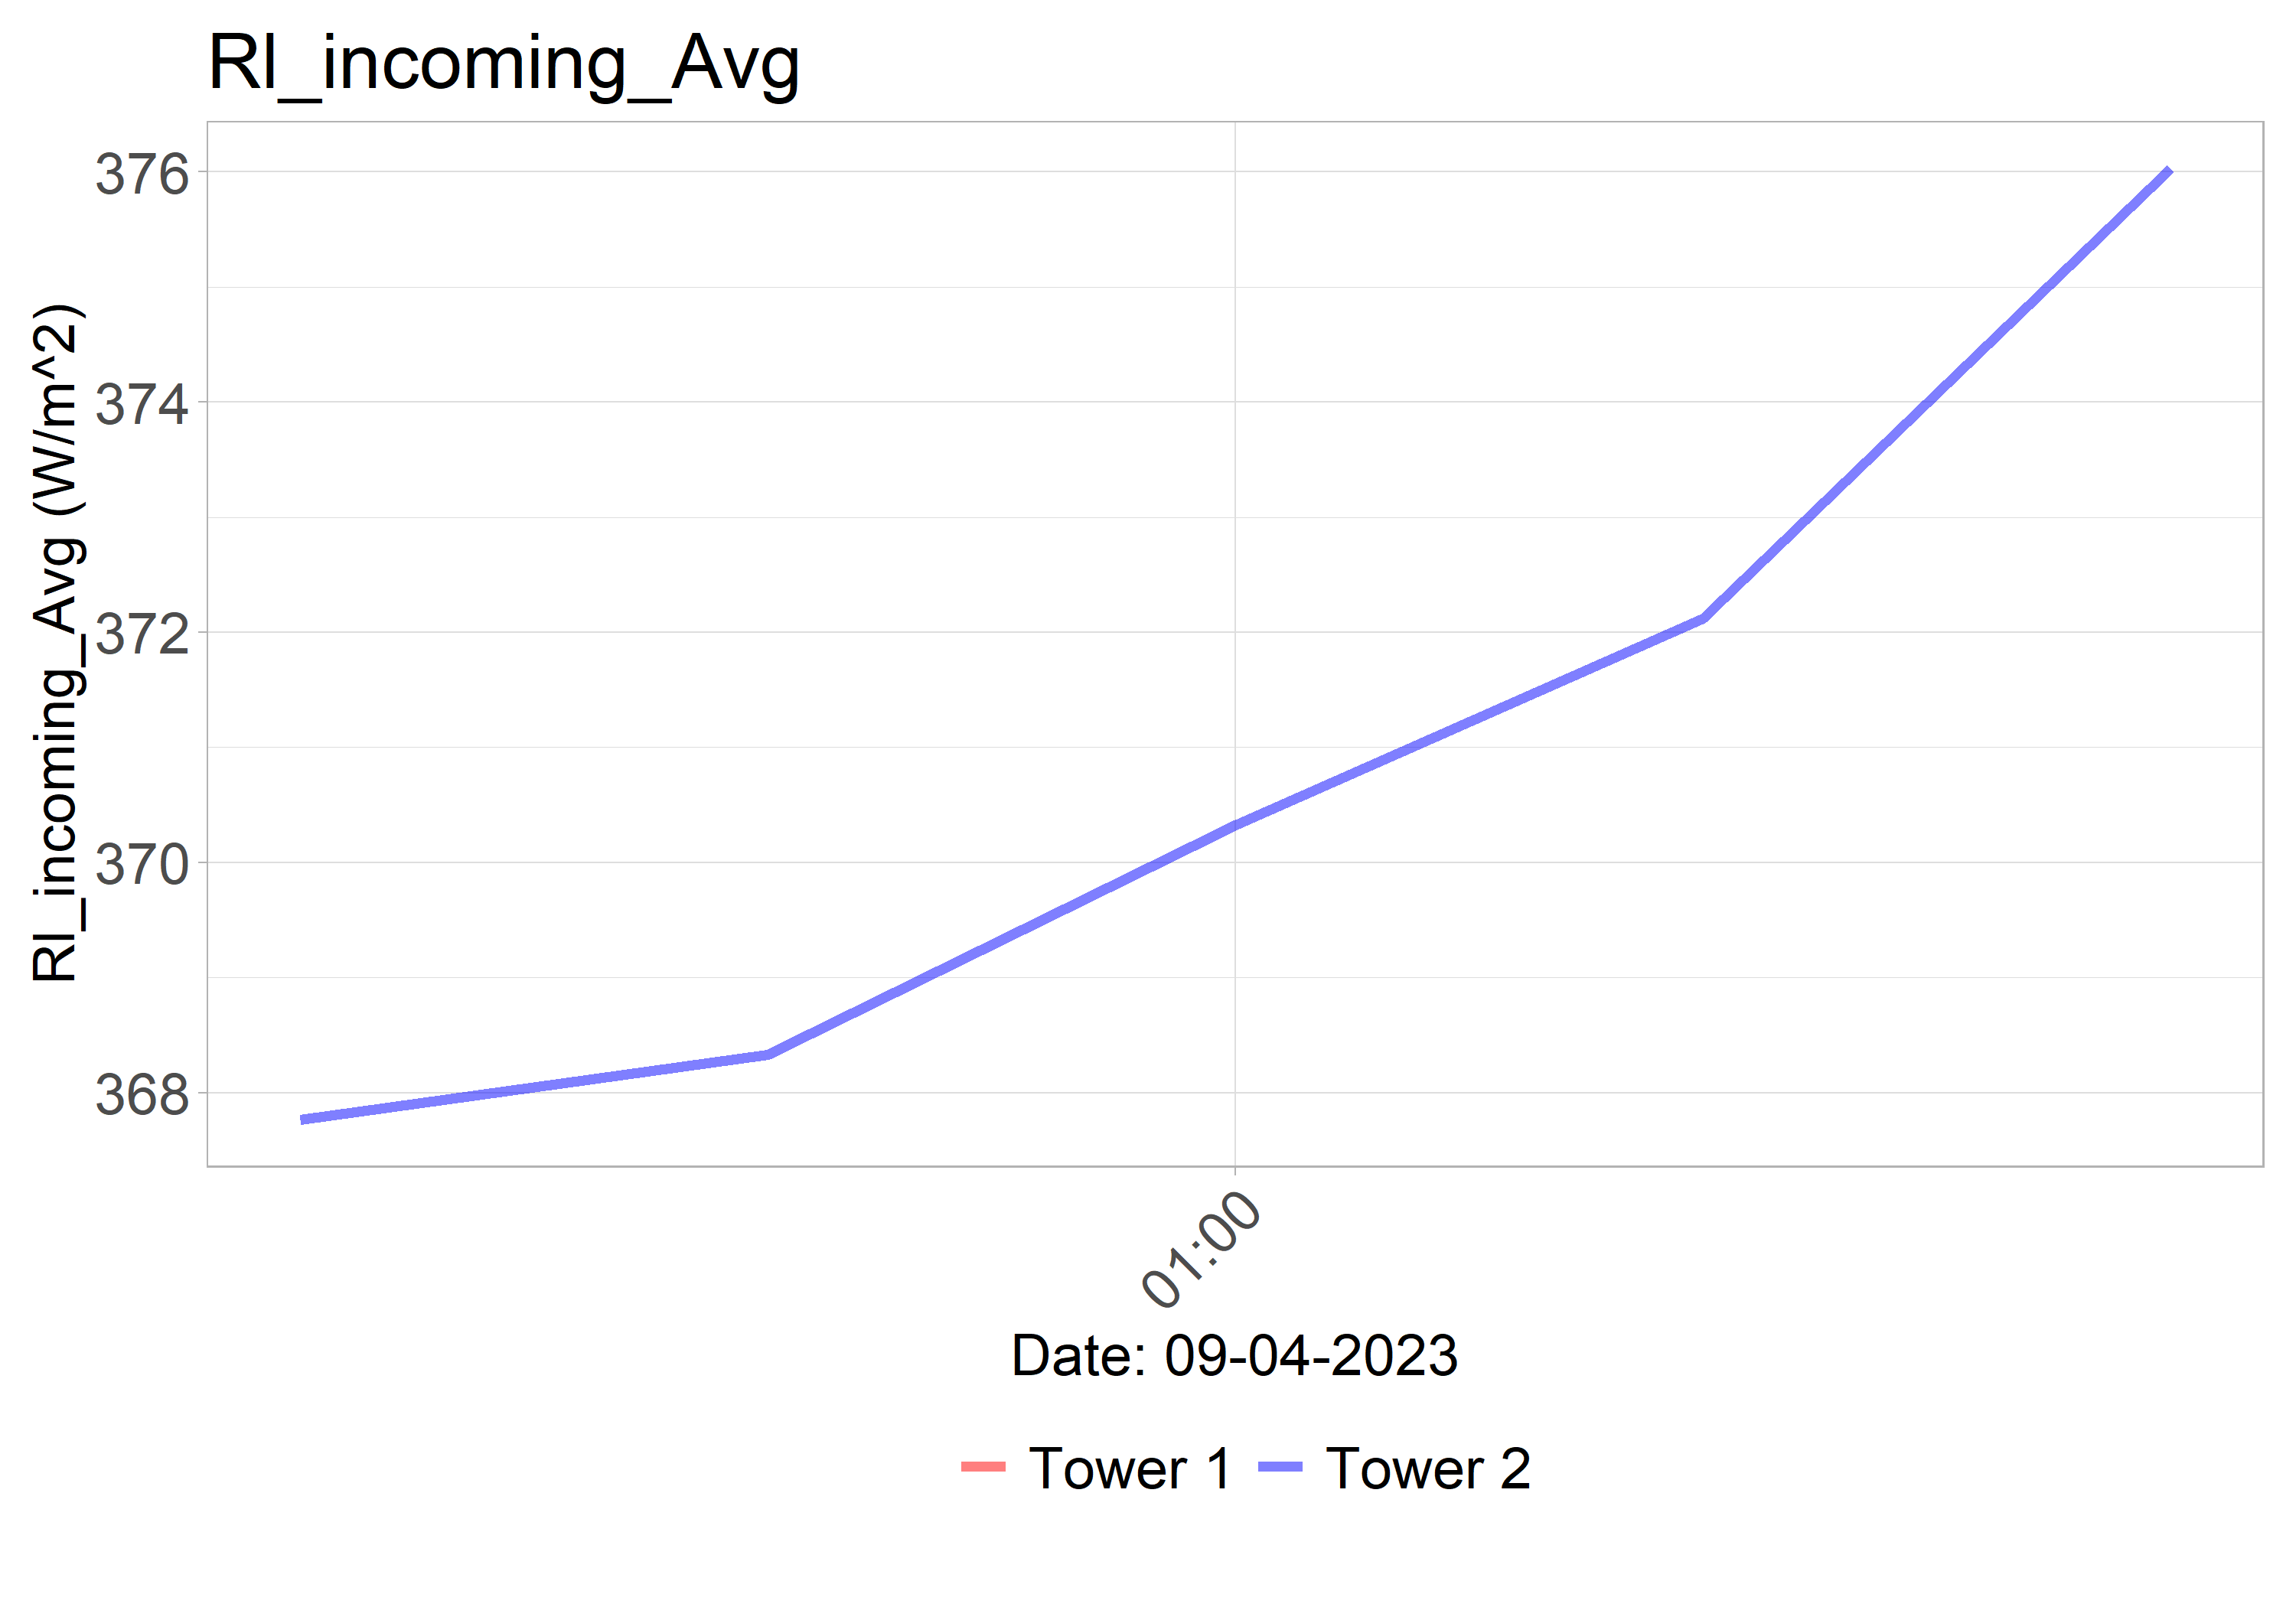 Rl_incoming_Avg
Rl_incoming_Avg (W/m^2)
376
374
372
370
368
01:00
Date: 09-04-2023
Tower 1 Tower 2